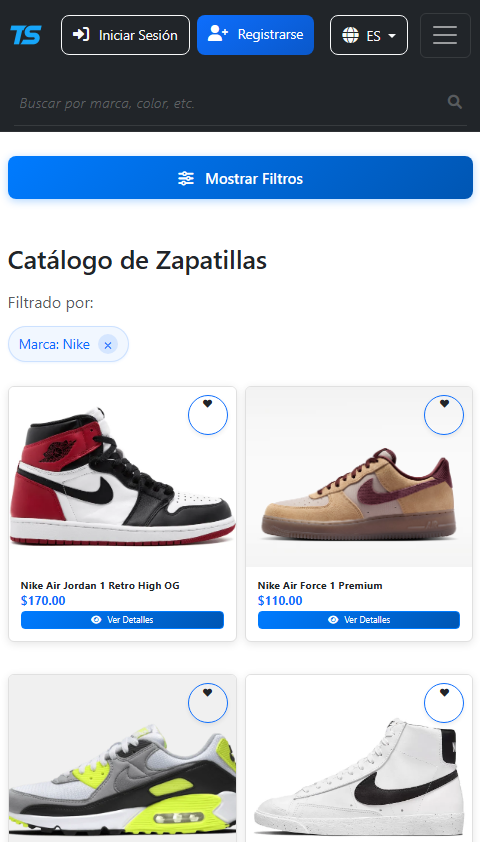 TS
Iniciar Sesión
Registrarse
ES
Buscar por marca, color, etc.
Mostrar Filtros
Catálogo de Zapatillas
Filtrado por:
Marca: Nike ×
Nike Air Jordan 1 Retro High OG
$170.00
Ver Detalles
Nike Air Force 1 Premium
$110.00
Ver Detalles